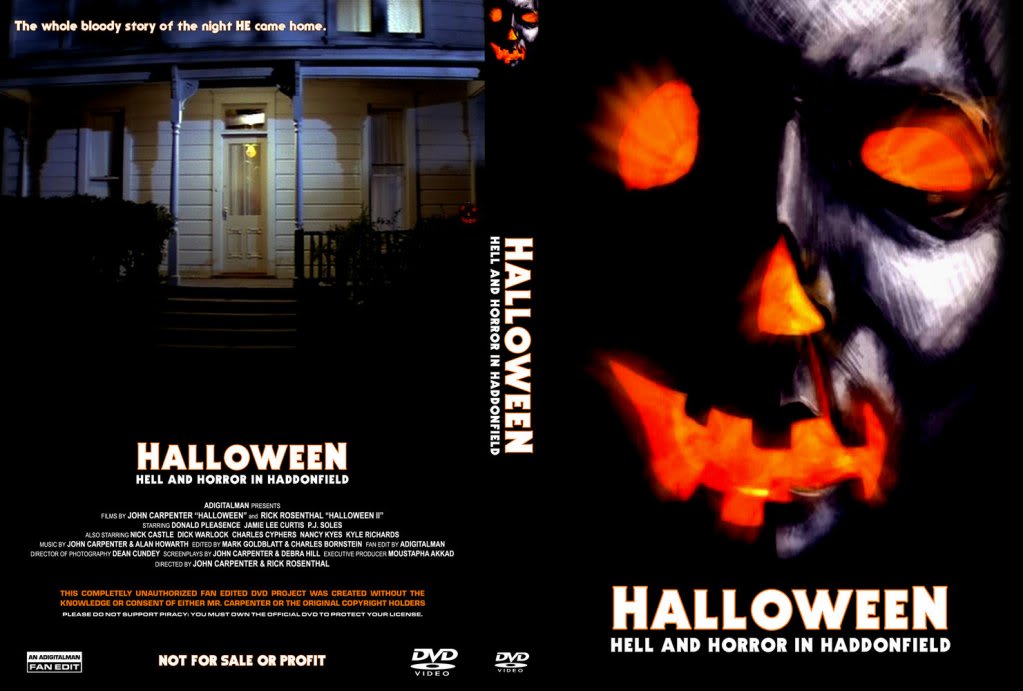 The whole bloody story of the night HE came home.
HALLOWEEN
HELL AND HORROR IN HADDONFIELD
ADIGITALMAN PRESENTS
FILMS BY JOHN CARPENTER "HALLOWEEN" and RICK ROSENTHAL "HALLOWEEN II"
STARRING DONALD PLEASENCE JAMIE LEE CURTIS P.J. SOLES
ALSO STARRING NICK CASTLE DICK WARLOCK CHARLES CYPHERS NANCY KYES KYLE RICHARDS
MUSIC BY JOHN CARPENTER & ALAN HOWARTH EDITED BY MARK GOLDBLATT & CHARLES BORNSTEIN FAN EDIT BY ADIGITALMAN
DIRECTOR OF PHOTOGRAPHY DEAN CUNDEY SCREENPLAYS BY JOHN CARPENTER & DEBRA HILL EXECUTIVE PRODUCER MOUSTAPHA AKKAD
DIRECTED BY JOHN CARPENTER & RICK ROSENTHAL
THIS COMPLETELY UNAUTHORIZED FAN EDITED DVD PROJECT WAS CREATED WITHOUT THE
KNOWLEDGE OR CONSENT OF EITHER MR. CARPENTER OR THE ORIGINAL COPYRIGHT HOLDERS
PLEASE DO NOT SUPPORT PIRACY: YOU MUST OWN THE OFFICIAL DVD TO PROTECT YOUR LICENSE.
AN ADIGITALMAN
FAN EDIT
NOT FOR SALE OR PROFIT
DVD
VIDEO
HALLOWEEN
HELL AND HORROR IN HADDONFIELD
DVD
VIDEO
HALLOWEEN
HELL AND HORROR IN HADDONFIELD